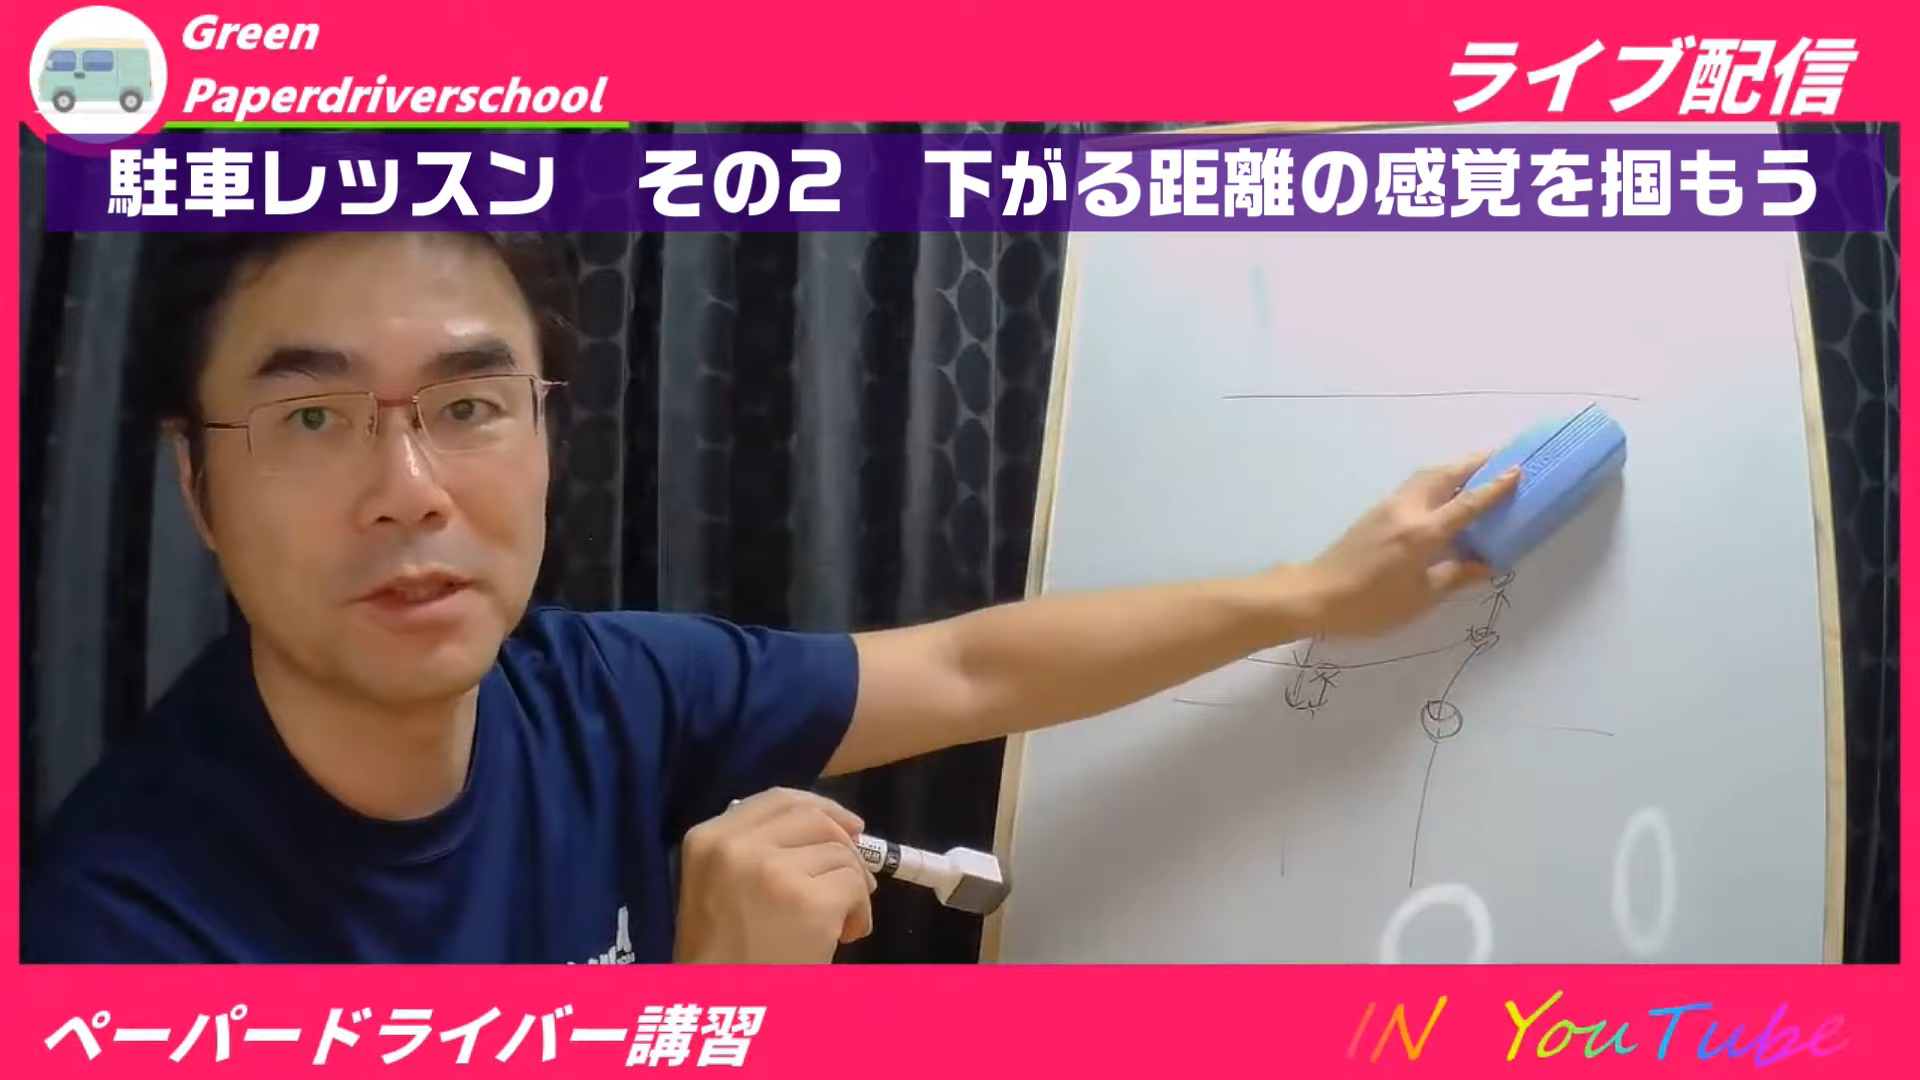 Green
Paperdriverschool
ライブ配信
駐車レッスン　その2　下がる距離の感覚を掴もう
ペーパードライバー講習
IN YouTube